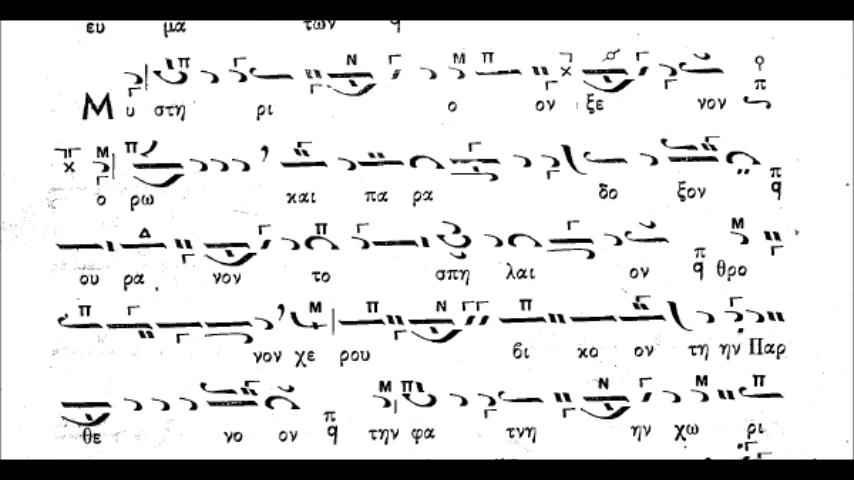 ευ μα των
Μυ στη ρι ο ον ξε νον
ο ρω και πα ρα δο ξον
ου ρα νον το σπη λαι ον θρο
νον χε ρου βι κο ον τη ην Παρ
θε νο ον την φα τνη ην χω ρι